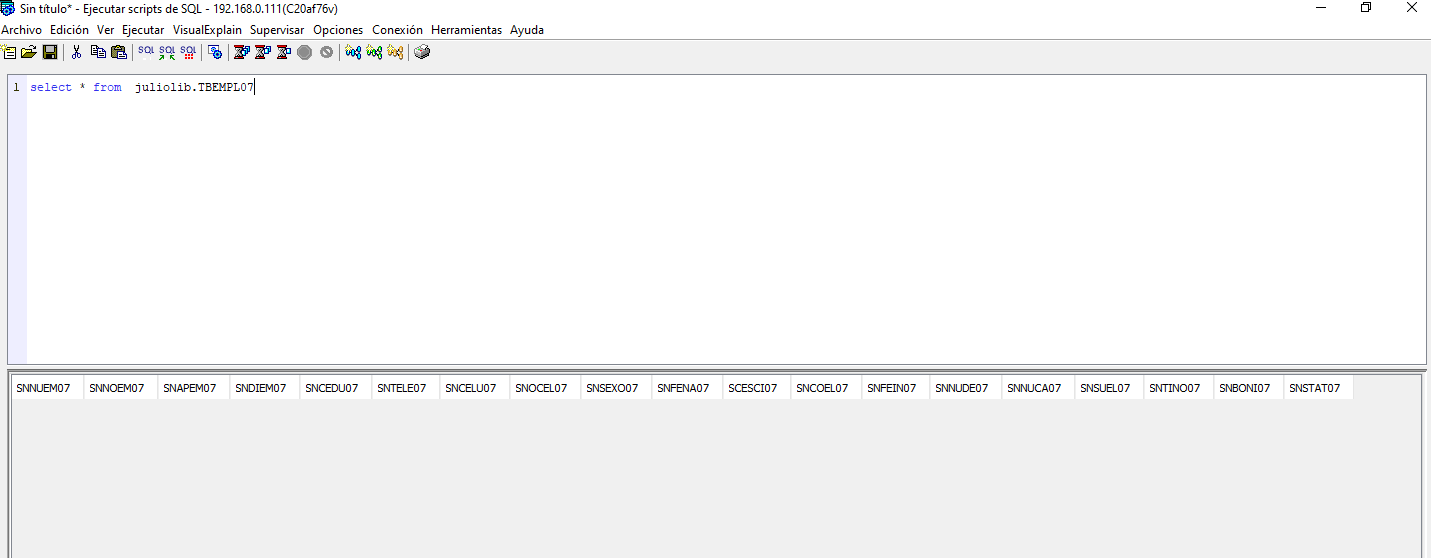 Sin título* - Ejecutar scripts de SQL - 192.168.0.111(C20af76v)
Archivo Edición Ver Ejecutar VisualExplain Supervisar Opciones Conexión Herramientas Ayuda
SQL SQL SQL
1 select * from juliolib.TBEMPL07
SNNUEM07 SNNOEM07 SNAPEM07 SNDIEM07 SNCEDU07 SNTELE07 SNCELU07 SNOCEL07 SNSEXO07 SNFENA07 SCESCI07 SNCOEL07 SNFEIN07 SNNUDE07 SNNUCA07 SNSUEL07 SNTINO07 SNBONI07 SNSTAT07